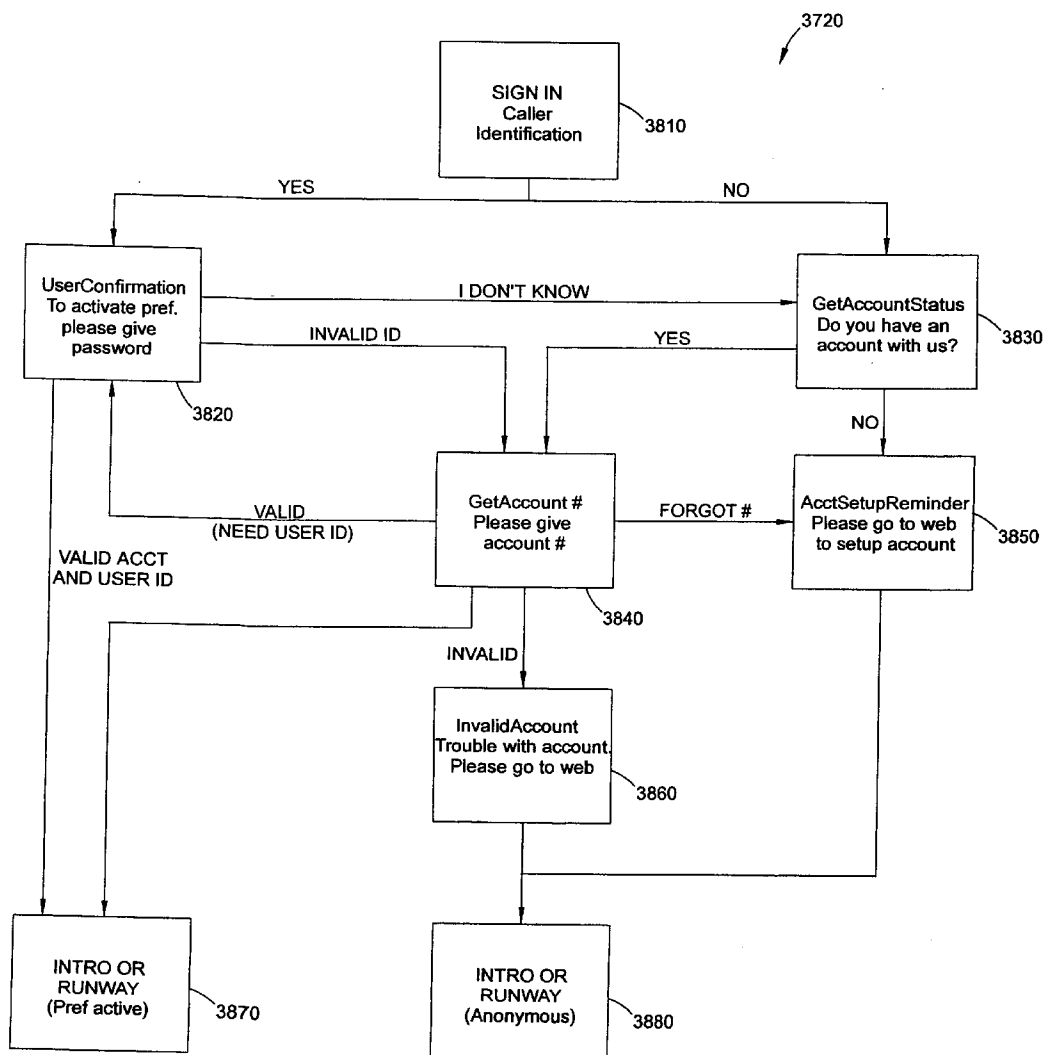 3720
SIGN IN
Caller
Identification
3810
YES
NO
UserConfirmation
To activate pref.
please give
password
3820
I DON'T KNOW
INVALID ID
YES
GetAccountStatus
Do you have an
account with us?
3830
NO
VALID
(NEED USER ID)
GetAccount #
Please give
account #
3840
FORGOT #
AcctSetupReminder
Please go to web
to setup account
3850
VALID ACCT
AND USER ID
INVALID
InvalidAccount
Trouble with account.
Please go to web
3860
INTRO OR
RUNWAY
(Pref active)
3870
INTRO OR
RUNWAY
(Anonymous)
3880